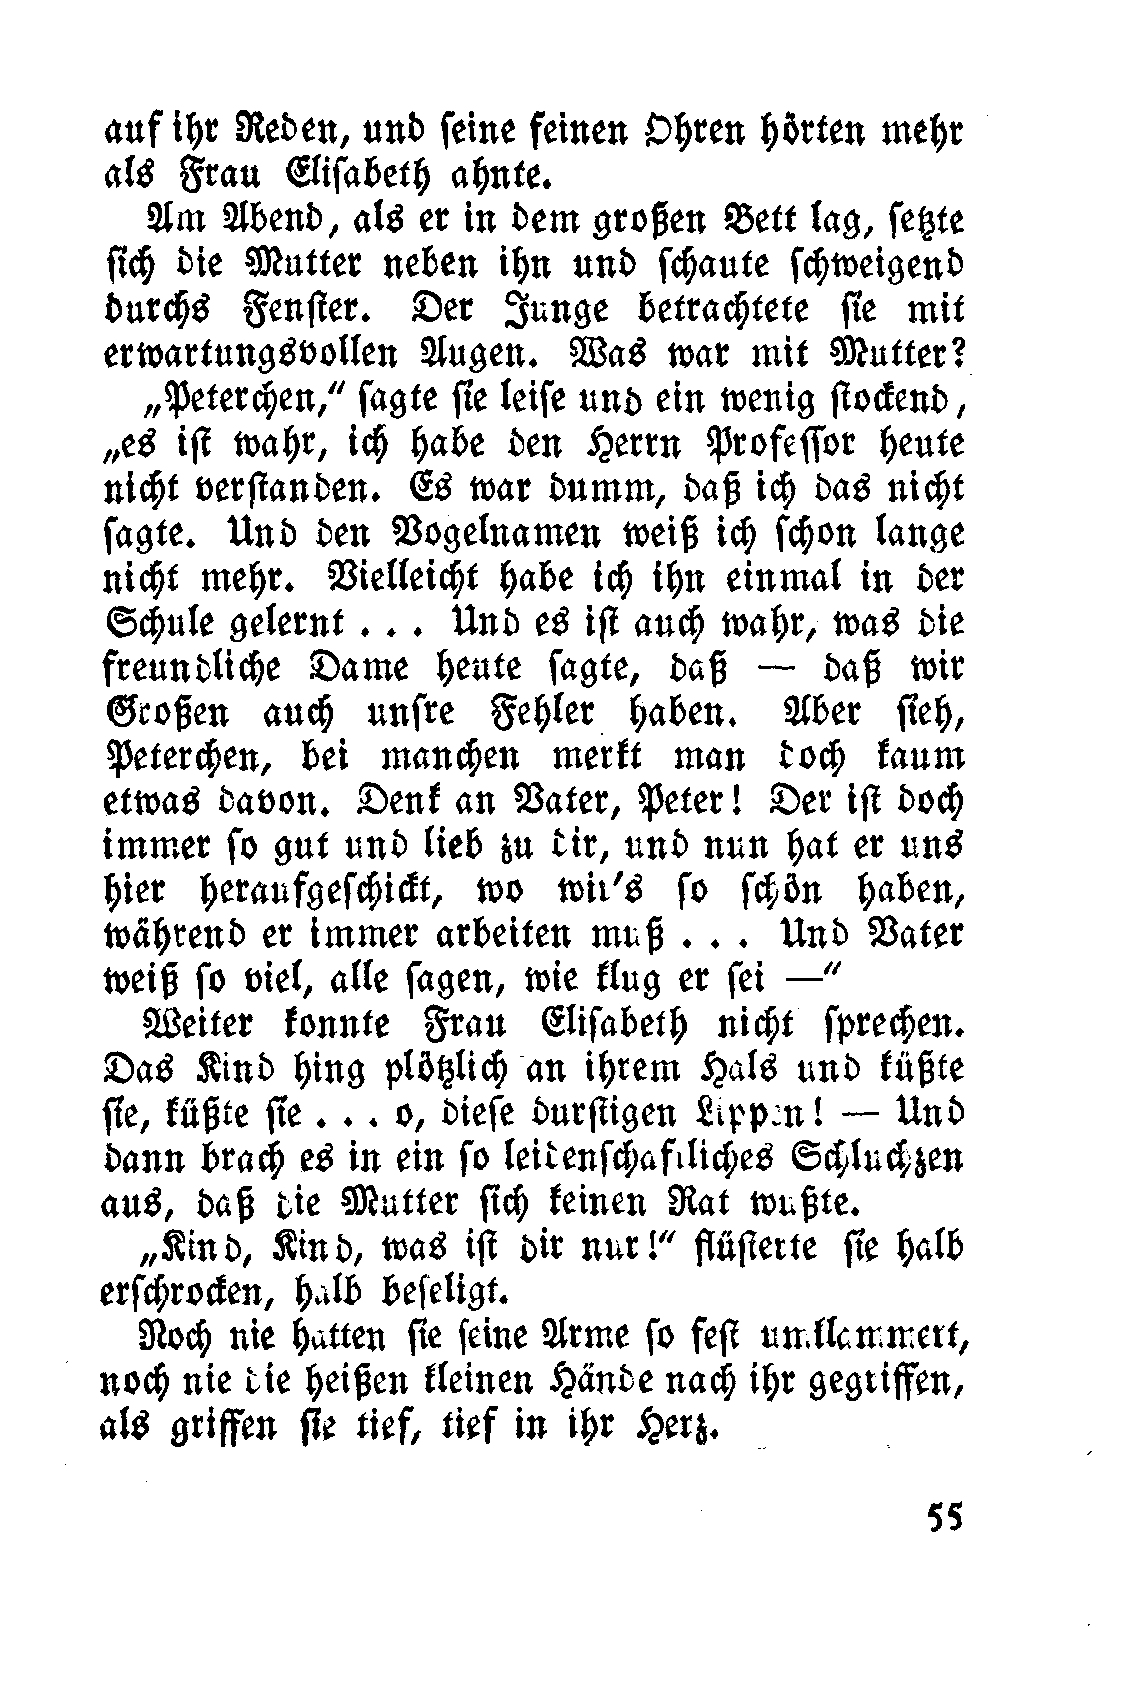 auf ihr Reden, und seine feinen Ohren hörten mehr
als Frau Elisabeth ahnte.
Am Abend, als er in dem großen Bett lag, setzte
sich die Mutter neben ihn und schaute schweigend
durchs Fenster. Der Junge betrachtete sie mit
erwartungsvollen Augen. Was war mit Mutter?
„Peterchen,“ sagte sie leise und ein wenig stockend,
„es ist wahr, ich habe den Herrn Professor heute
nicht verstanden. Es war dumm, daß ich das nicht
sagte. Und den Vogelnamen weiß ich schon lange
nicht mehr. Vielleicht habe ich ihn einmal in der
Schule gelernt . . . Und es ist auch wahr, was die
freundliche Dame heute sagte, daß — daß wir
Großen auch unsre Fehler haben. Aber sieh,
Peterchen, bei manchen merkt man doch kaum
etwas davon. Denk an Vater, Peter! Der ist doch
immer so gut und lieb zu dir, und nun hat er uns
hier heraufgeschickt, wo wir's so schön haben,
während er immer arbeiten muß . . . Und Vater
weiß so viel, alle sagen, wie klug er sei —“
Weiter konnte Frau Elisabeth nicht sprechen.
Das Kind hing plötzlich an ihrem Hals und küßte
sie, küßte sie . . . o, diese durstigen Lippen! — Und
dann brach es in ein so leidenschaftliches Schluchzen
aus, daß die Mutter sich keinen Rat wußte.
„Kind, Kind, was ist dir nur!“ flüsterte sie halb
erschrocken, halb beseligt.
Noch nie hatten sie seine Arme so fest umklammert,
noch nie die heißen kleinen Hände nach ihr gegriffen,
als griffen sie tief, tief in ihr Herz.
55